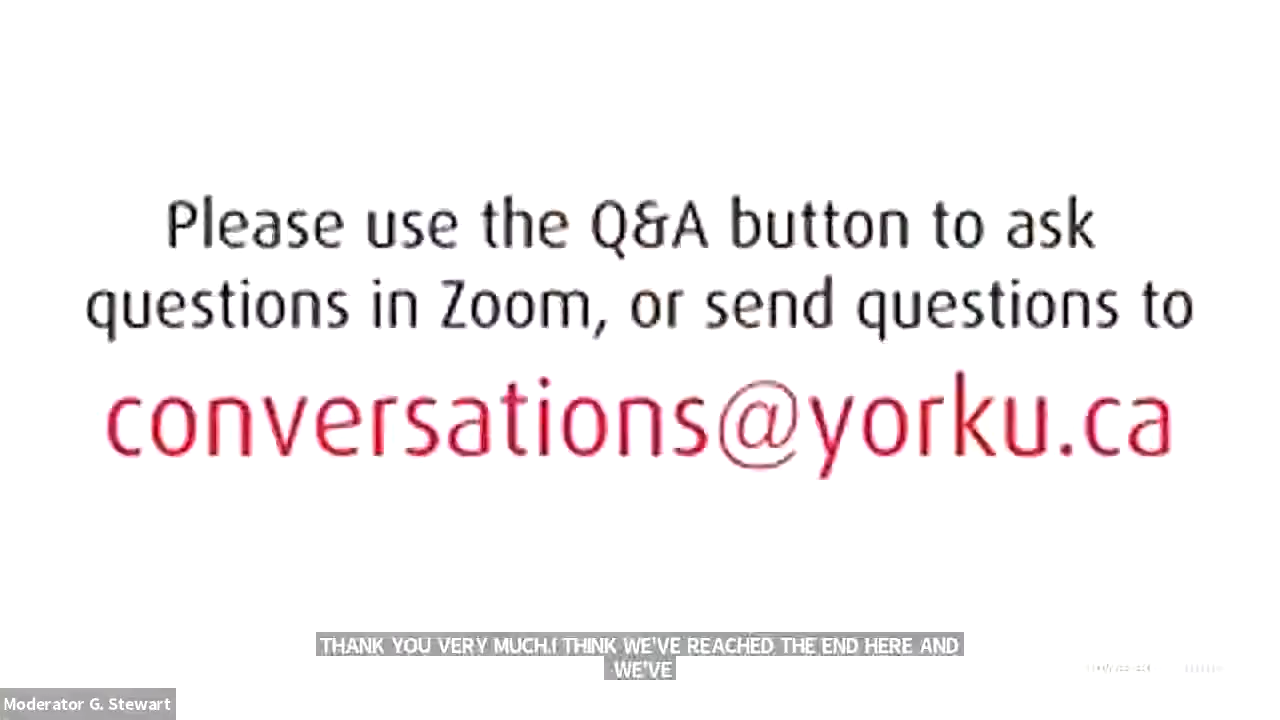 Please use the Q&A button to ask
questions in Zoom, or send questions to
conversations@yorku.ca
THANK YOU VERY MUCH.I THINK WE'VE REACHED THE END HERE AND
WE'VE
Moderator G. Stewart